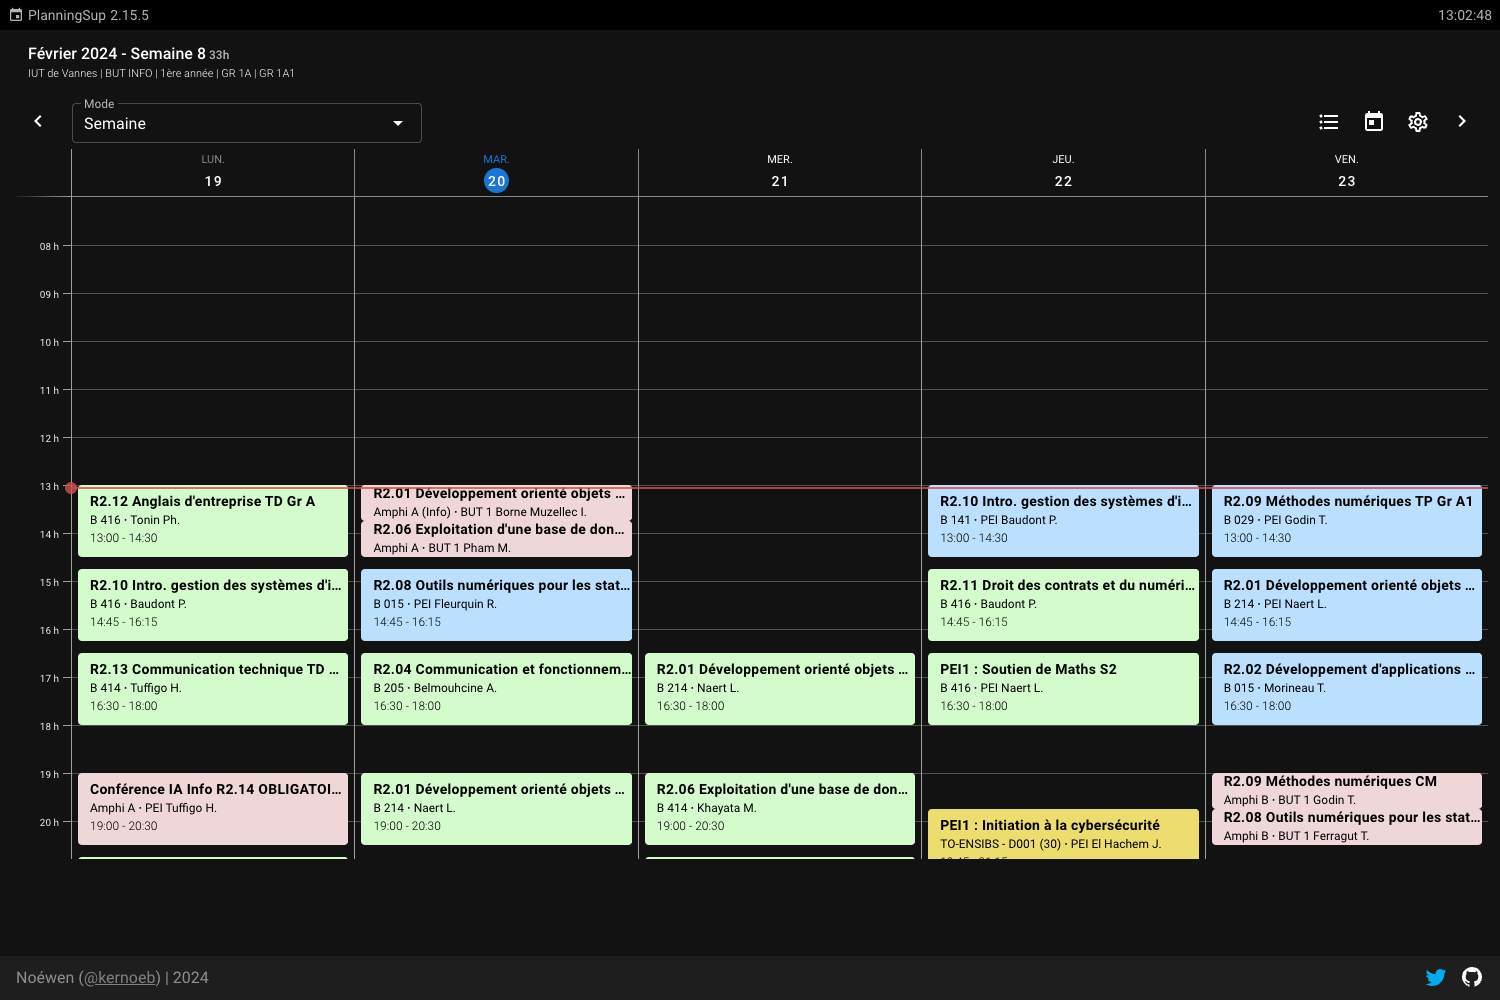 PlanningSup 2.15.5
13:02:48
Février 2024 - Semaine 8 33h
IUT de Vannes | BUT INFO | 1ère année | GR 1A | GR 1A1
Mode
Semaine
LUN.
19
MAR.
20
MER.
21
JEU.
22
VEN.
23
08 h
09 h
10 h
11 h
12 h
13 h
14 h
15 h
16 h
17 h
18 h
19 h
20 h
R2.12 Anglais d'entreprise TD Gr A
B 416 · Tonin Ph.
13:00 - 14:30
R2.10 Intro. gestion des systèmes d'i...
B 416 · Baudont P.
14:45 - 16:15
R2.13 Communication technique TD ...
B 414 · Tuffigo H.
16:30 - 18:00
Conférence IA Info R2.14 OBLIGATOI...
Amphi A · PEI Tuffigo H.
19:00 - 20:30
R2.01 Développement orienté objets ...
Amphi A (Info) · BUT 1 Borne Muzellec I.
R2.06 Exploitation d'une base de don...
Amphi A · BUT 1 Pham M.
R2.08 Outils numériques pour les stat...
B 015 · PEI Fleurquin R.
14:45 - 16:15
R2.04 Communication et fonctionnem...
B 205 · Belmouhcine A.
16:30 - 18:00
R2.01 Développement orienté objets ...
B 214 · Naert L.
19:00 - 20:30
R2.01 Développement orienté objets ...
B 214 · Naert L.
16:30 - 18:00
R2.06 Exploitation d'une base de don...
B 414 · Khayata M.
19:00 - 20:30
R2.10 Intro. gestion des systèmes d'i...
B 141 · PEI Baudont P.
13:00 - 14:30
R2.11 Droit des contrats et du numéri...
B 416 · Baudont P.
14:45 - 16:15
PEI1 : Soutien de Maths S2
B 416 · PEI Naert L.
16:30 - 18:00
PEI1 : Initiation à la cybersécurité
TO-ENSIBS - D001 (30) · PEI El Hachem J.
R2.09 Méthodes numériques TP Gr A1
B 029 · PEI Godin T.
13:00 - 14:30
R2.01 Développement orienté objets ...
B 214 · PEI Naert L.
14:45 - 16:15
R2.02 Développement d'applications ...
B 015 · Morineau T.
16:30 - 18:00
R2.09 Méthodes numériques CM
Amphi B · BUT 1 Godin T.
R2.08 Outils numériques pour les stat...
Amphi B · BUT 1 Ferragut T.
Noéwen (@kernoeb) | 2024